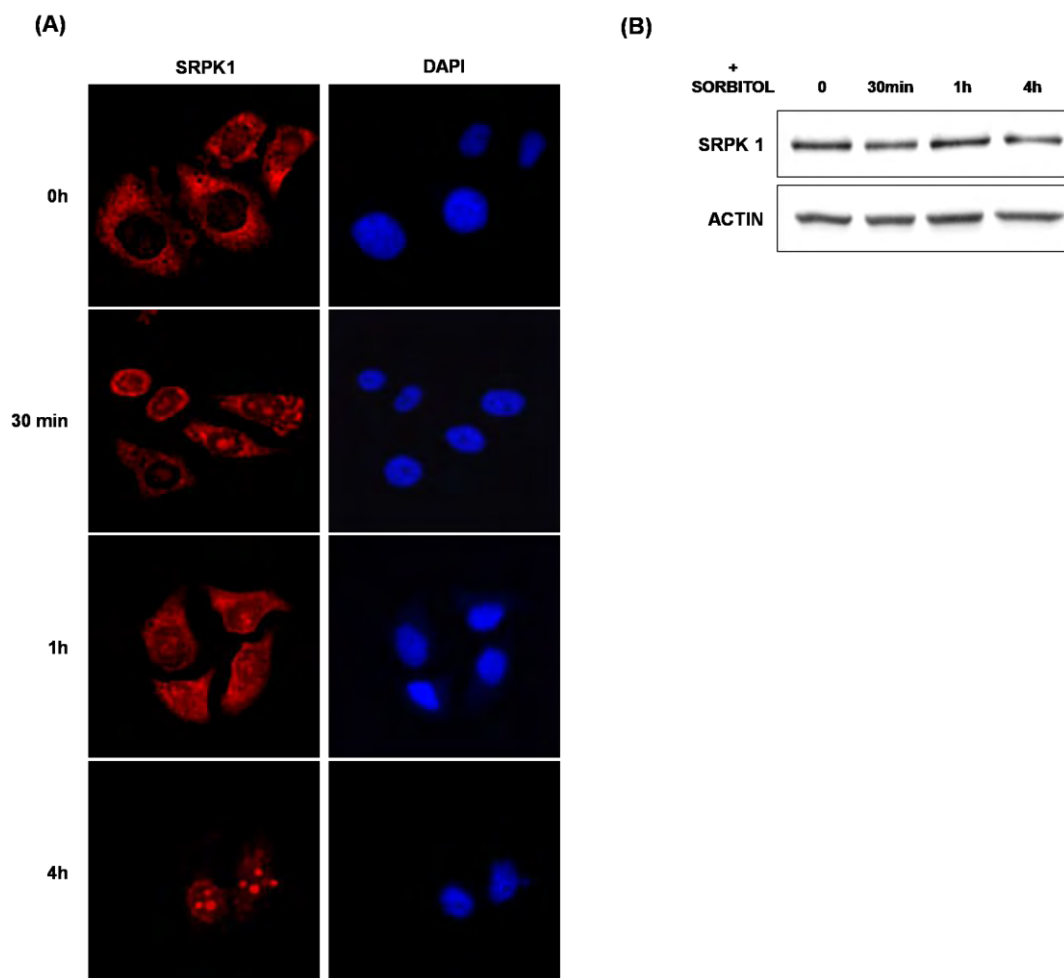 (A)
SRPK1 DAPI
0h
30 min
1h
4h
(B)
+
SORBITOL 0 30min 1h 4h
SRPK 1
ACTIN